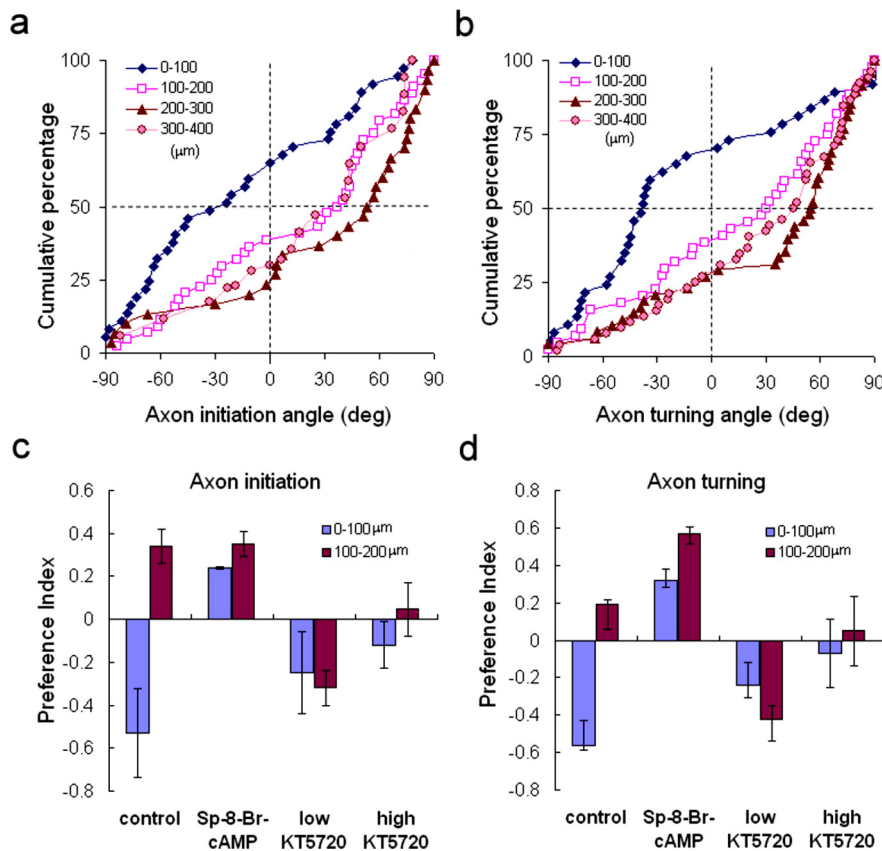 a
0-100
100-200
200-300
300-400
(µm)
Cumulative percentage
100
75
50
25
0
-90 -60 -30 0 30 60 90
Axon initiation angle (deg)
b
0-100
100-200
200-300
300-400
(µm)
Cumulative percentage
100
75
50
25
0
-90 -60 -30 0 30 60 90
Axon turning angle (deg)
c
Axon initiation
0-100µm
100-200µm
Preference Index
0.6
0.4
0.2
0
-0.2
-0.4
-0.6
-0.8
control Sp-8-Br- low high
cAMP KT5720 KT5720
d
Axon turning
0-100µm
100-200µm
Preference Index
0.8
0.6
0.4
0.2
0
-0.2
-0.4
-0.6
-0.8
control Sp-8-Br- low high
cAMP KT5720 KT5720